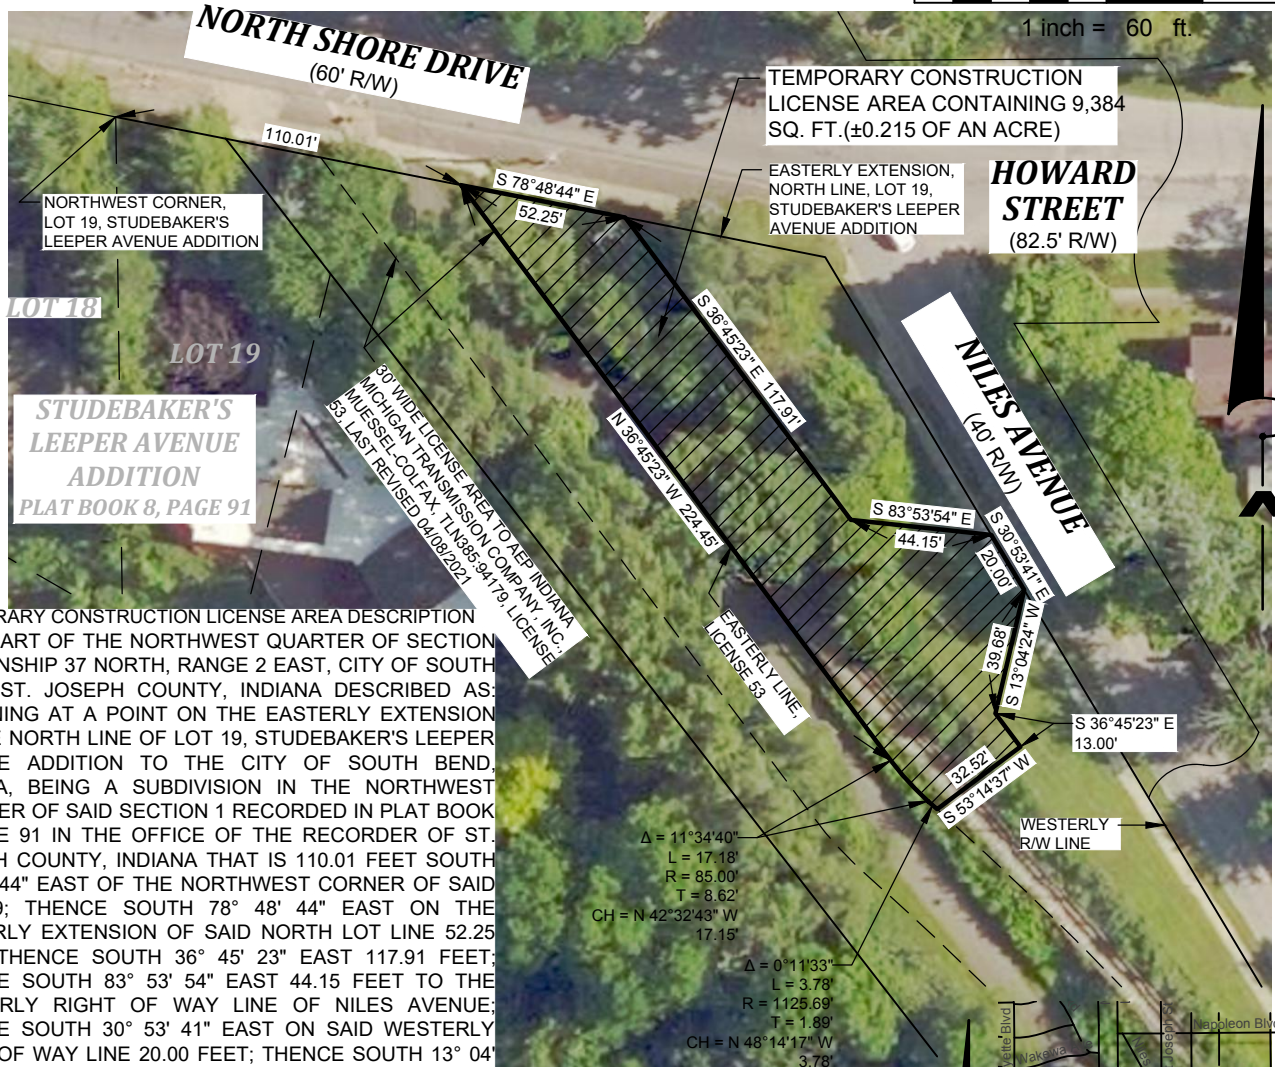 1 inch = 60 ft.
NORTH SHORE DRIVE
(60' R/W)
TEMPORARY CONSTRUCTION
LICENSE AREA CONTAINING 9,384
SQ. FT.(±0.215 OF AN ACRE)
110.01'
S 78°48'44" E
52.25'
EASTERLY EXTENSION,
NORTH LINE, LOT 19,
STUDEBAKER'S LEEPER
AVENUE ADDITION
HOWARD
STREET
(82.5' R/W)
NORTHWEST CORNER,
LOT 19, STUDEBAKER'S
LEEPER AVENUE ADDITION
LOT 18
LOT 19
STUDEBAKER'S
LEEPER AVENUE
ADDITION
PLAT BOOK 8, PAGE 91
S 36°45'23" E 117.91'
NILES AVENUE
(40' R/W)
30' WIDE LICENSE AREA TO AEP INDIANA
MICHIGAN TRANSMISSION COMPANY, INC.,
MUESSEL-COLFAX, TLN385:94179, LICENSE
53, LAST REVISED 04/08/2021
N 36°45'23" W 224.45'
S 83°53'54" E
44.15'
S 30°53'41" E
20.00'
39.68'
S 13°04'24" W
EASTERLY LINE,
LICENSE 53
S 36°45'23" E
13.00'
32.52'
S 53°14'37" W
WESTERLY
R/W LINE
Δ = 11°34'40"
L = 17.18'
R = 85.00'
T = 8.62'
CH = N 42°32'43" W
17.15'
Δ = 0°11'33"
L = 3.78'
R = 1125.69'
T = 1.89'
CH = N 48°14'17" W
3.78'
RARY CONSTRUCTION LICENSE AREA DESCRIPTION
ART OF THE NORTHWEST QUARTER OF SECTION
NSHIP 37 NORTH, RANGE 2 EAST, CITY OF SOUTH
ST. JOSEPH COUNTY, INDIANA DESCRIBED AS:
NING AT A POINT ON THE EASTERLY EXTENSION
E NORTH LINE OF LOT 19, STUDEBAKER'S LEEPER
E ADDITION TO THE CITY OF SOUTH BEND,
A, BEING A SUBDIVISION IN THE NORTHWEST
ER OF SAID SECTION 1 RECORDED IN PLAT BOOK
E 91 IN THE OFFICE OF THE RECORDER OF ST.
H COUNTY, INDIANA THAT IS 110.01 FEET SOUTH
44" EAST OF THE NORTHWEST CORNER OF SAID
9; THENCE SOUTH 78° 48' 44" EAST ON THE
RLY EXTENSION OF SAID NORTH LOT LINE 52.25
THENCE SOUTH 36° 45' 23" EAST 117.91 FEET;
E SOUTH 83° 53' 54" EAST 44.15 FEET TO THE
RLY RIGHT OF WAY LINE OF NILES AVENUE;
E SOUTH 30° 53' 41" EAST ON SAID WESTERLY
OF WAY LINE 20.00 FEET; THENCE SOUTH 13° 04'
yette Blvd
Wakewa
Niles
Joseph St
Napoleon Blv